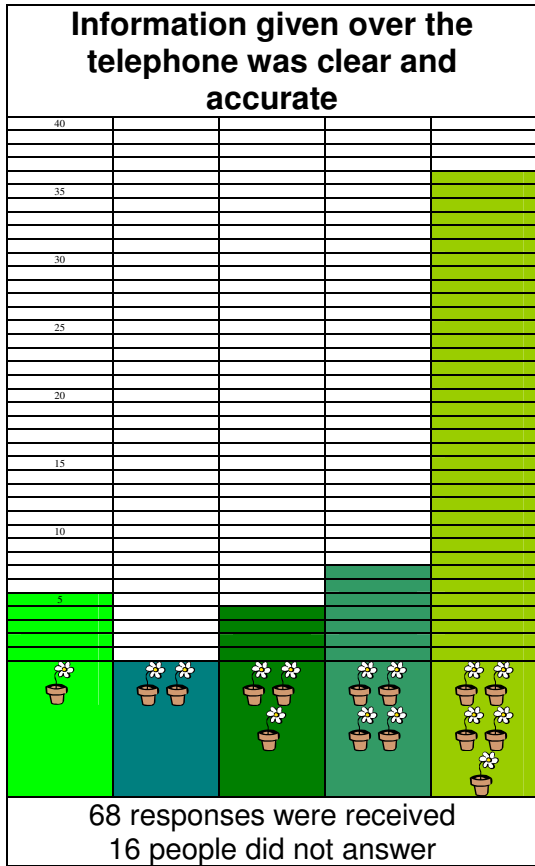 Information given over the
telephone was clear and
accurate
40
35
30
25
20
15
10
5
68 responses were received
16 people did not answer